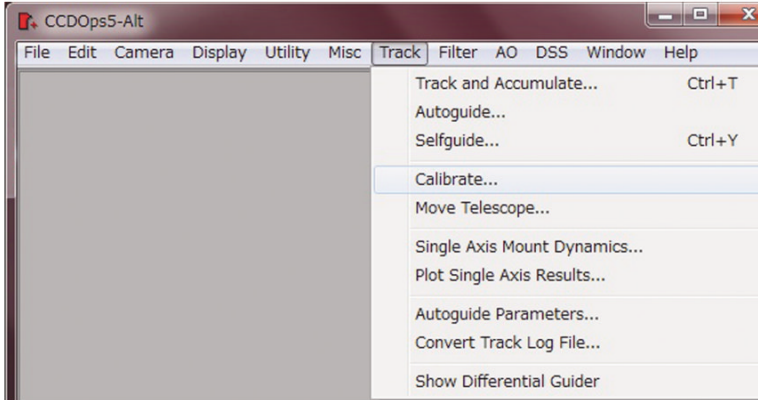 CCDOps5-Alt
File Edit Camera Display Utility Misc Track Filter AO DSS Window Help
Track and Accumulate... Ctrl+T
Autoguide...
Selfguide... Ctrl+Y
Calibrate...
Move Telescope...
Single Axis Mount Dynamics...
Plot Single Axis Results...
Autoguide Parameters...
Convert Track Log File...
Show Differential Guider